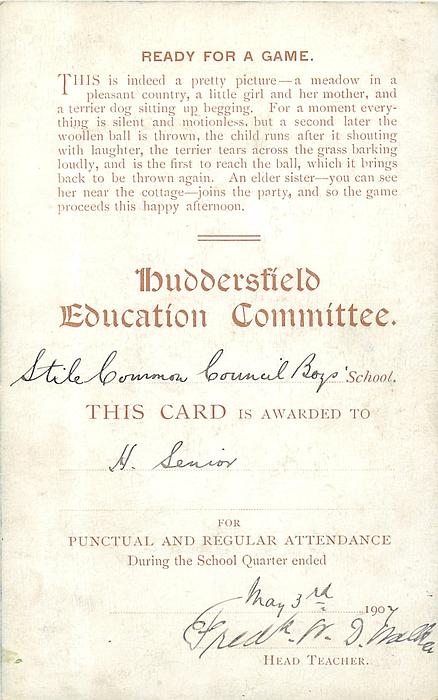 READY FOR A GAME.
THIS is indeed a pretty picture—a meadow in a
pleasant country, a little girl and her mother, and
a terrier dog sitting up begging. For a moment every-
thing is silent and motionless, but a second later the
woollen ball is thrown, the child runs after it shouting
with laughter, the terrier tears across the grass barking
loudly, and is the first to reach the ball, which it brings
back to be thrown again. An elder sister—you can see
her near the cottage—joins the party, and so the game
proceeds this happy afternoon.
Huddersfield
Education Committee.
Stile Common Council Boys' School.
THIS CARD IS AWARDED TO
H. Senior
FOR
PUNCTUAL AND REGULAR ATTENDANCE
During the School Quarter ended
May 3rd 1907
Fredk. W. D. Walker
HEAD TEACHER.